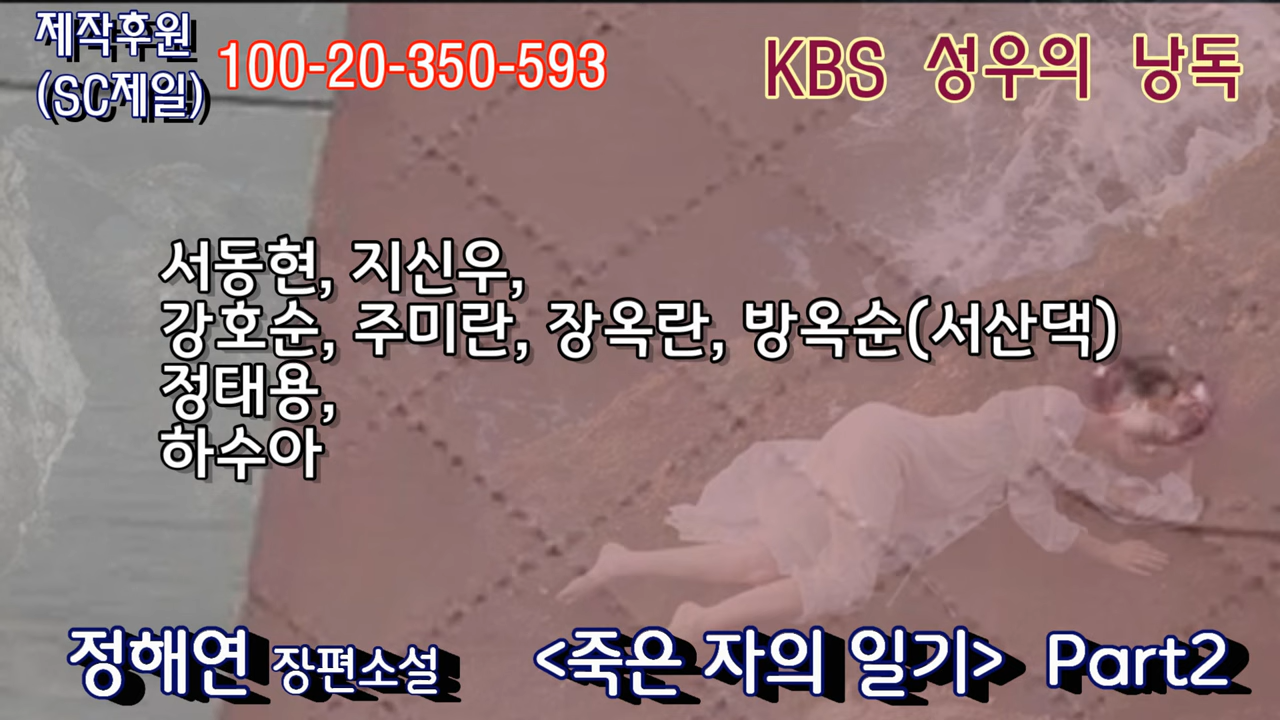 제작후원
(SC제일)
100-20-350-593
KBS 성우의 낭독
서동현, 지신우,
강호순, 주미란, 장옥란, 방옥순(서산댁)
정태용,
하수아
정해연 장편소설 <죽은 자의 일기> Part2